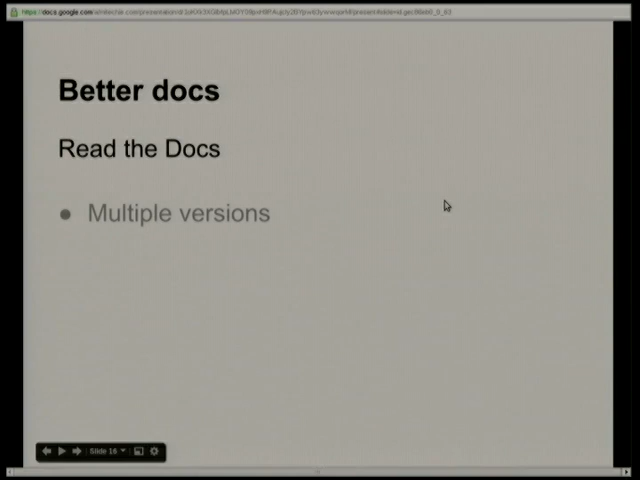 Better docs
Read the Docs
● Multiple versions
Slide 16